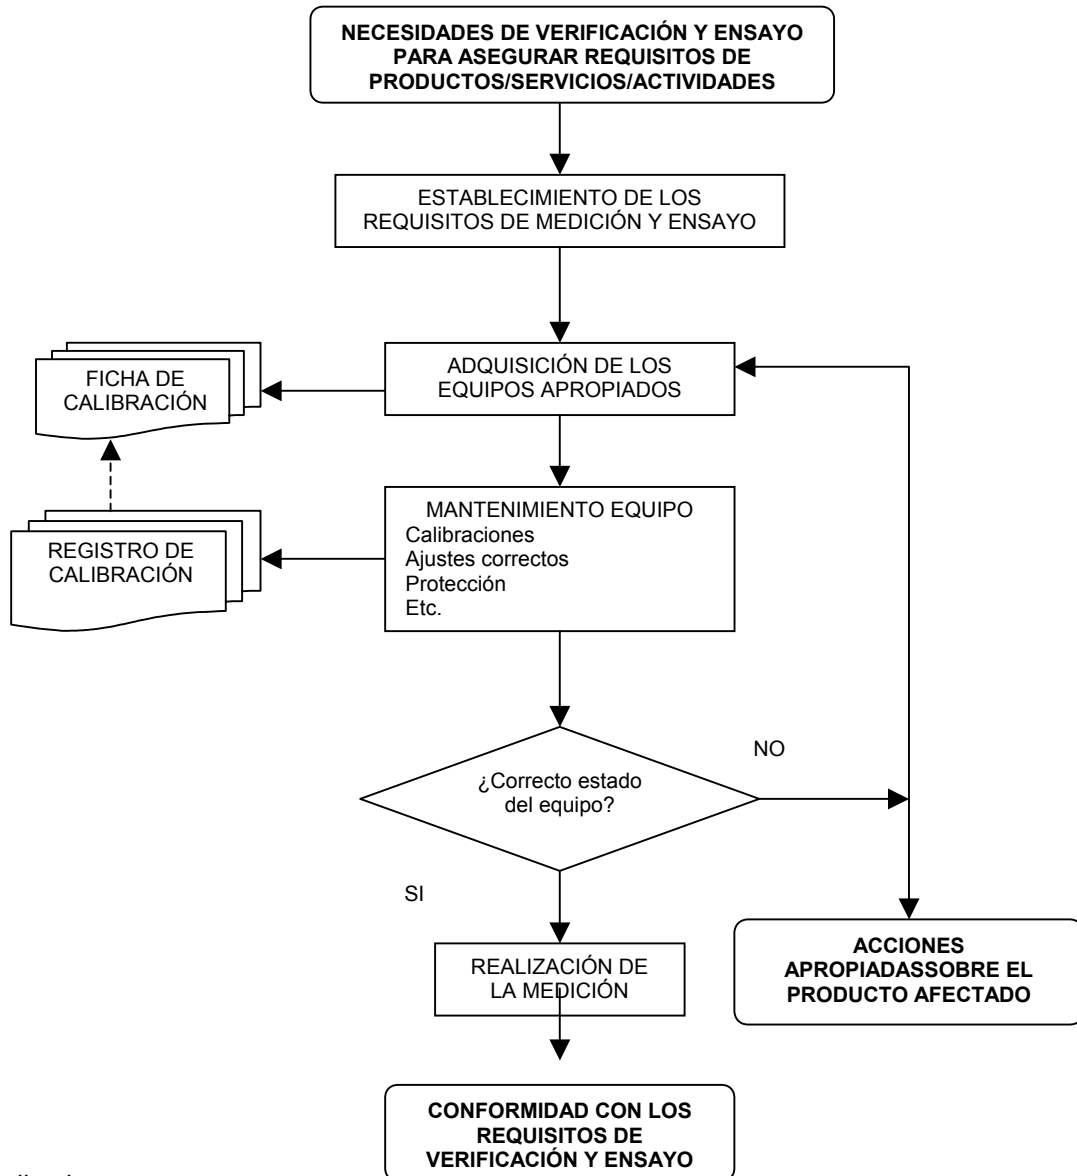 NECESIDADES DE VERIFICACIÓN Y ENSAYO
PARA ASEGURAR REQUISITOS DE
PRODUCTOS/SERVICIOS/ACTIVIDADES
ESTABLECIMIENTO DE LOS
REQUISITOS DE MEDICIÓN Y ENSAYO
ADQUISICIÓN DE LOS
EQUIPOS APROPIADOS
FICHA DE
CALIBRACIÓN
MANTENIMIENTO EQUIPO
Calibraciones
Ajustes correctos
Protección
Etc.
REGISTRO DE
CALIBRACIÓN
¿Correcto estado
del equipo?
NO
SI
REALIZACIÓN DE
LA MEDICIÓN
ACCIONES
APROPIADASSOBRE EL
PRODUCTO AFECTADO
CONFORMIDAD CON LOS
REQUISITOS DE
VERIFICACIÓN Y ENSAYO